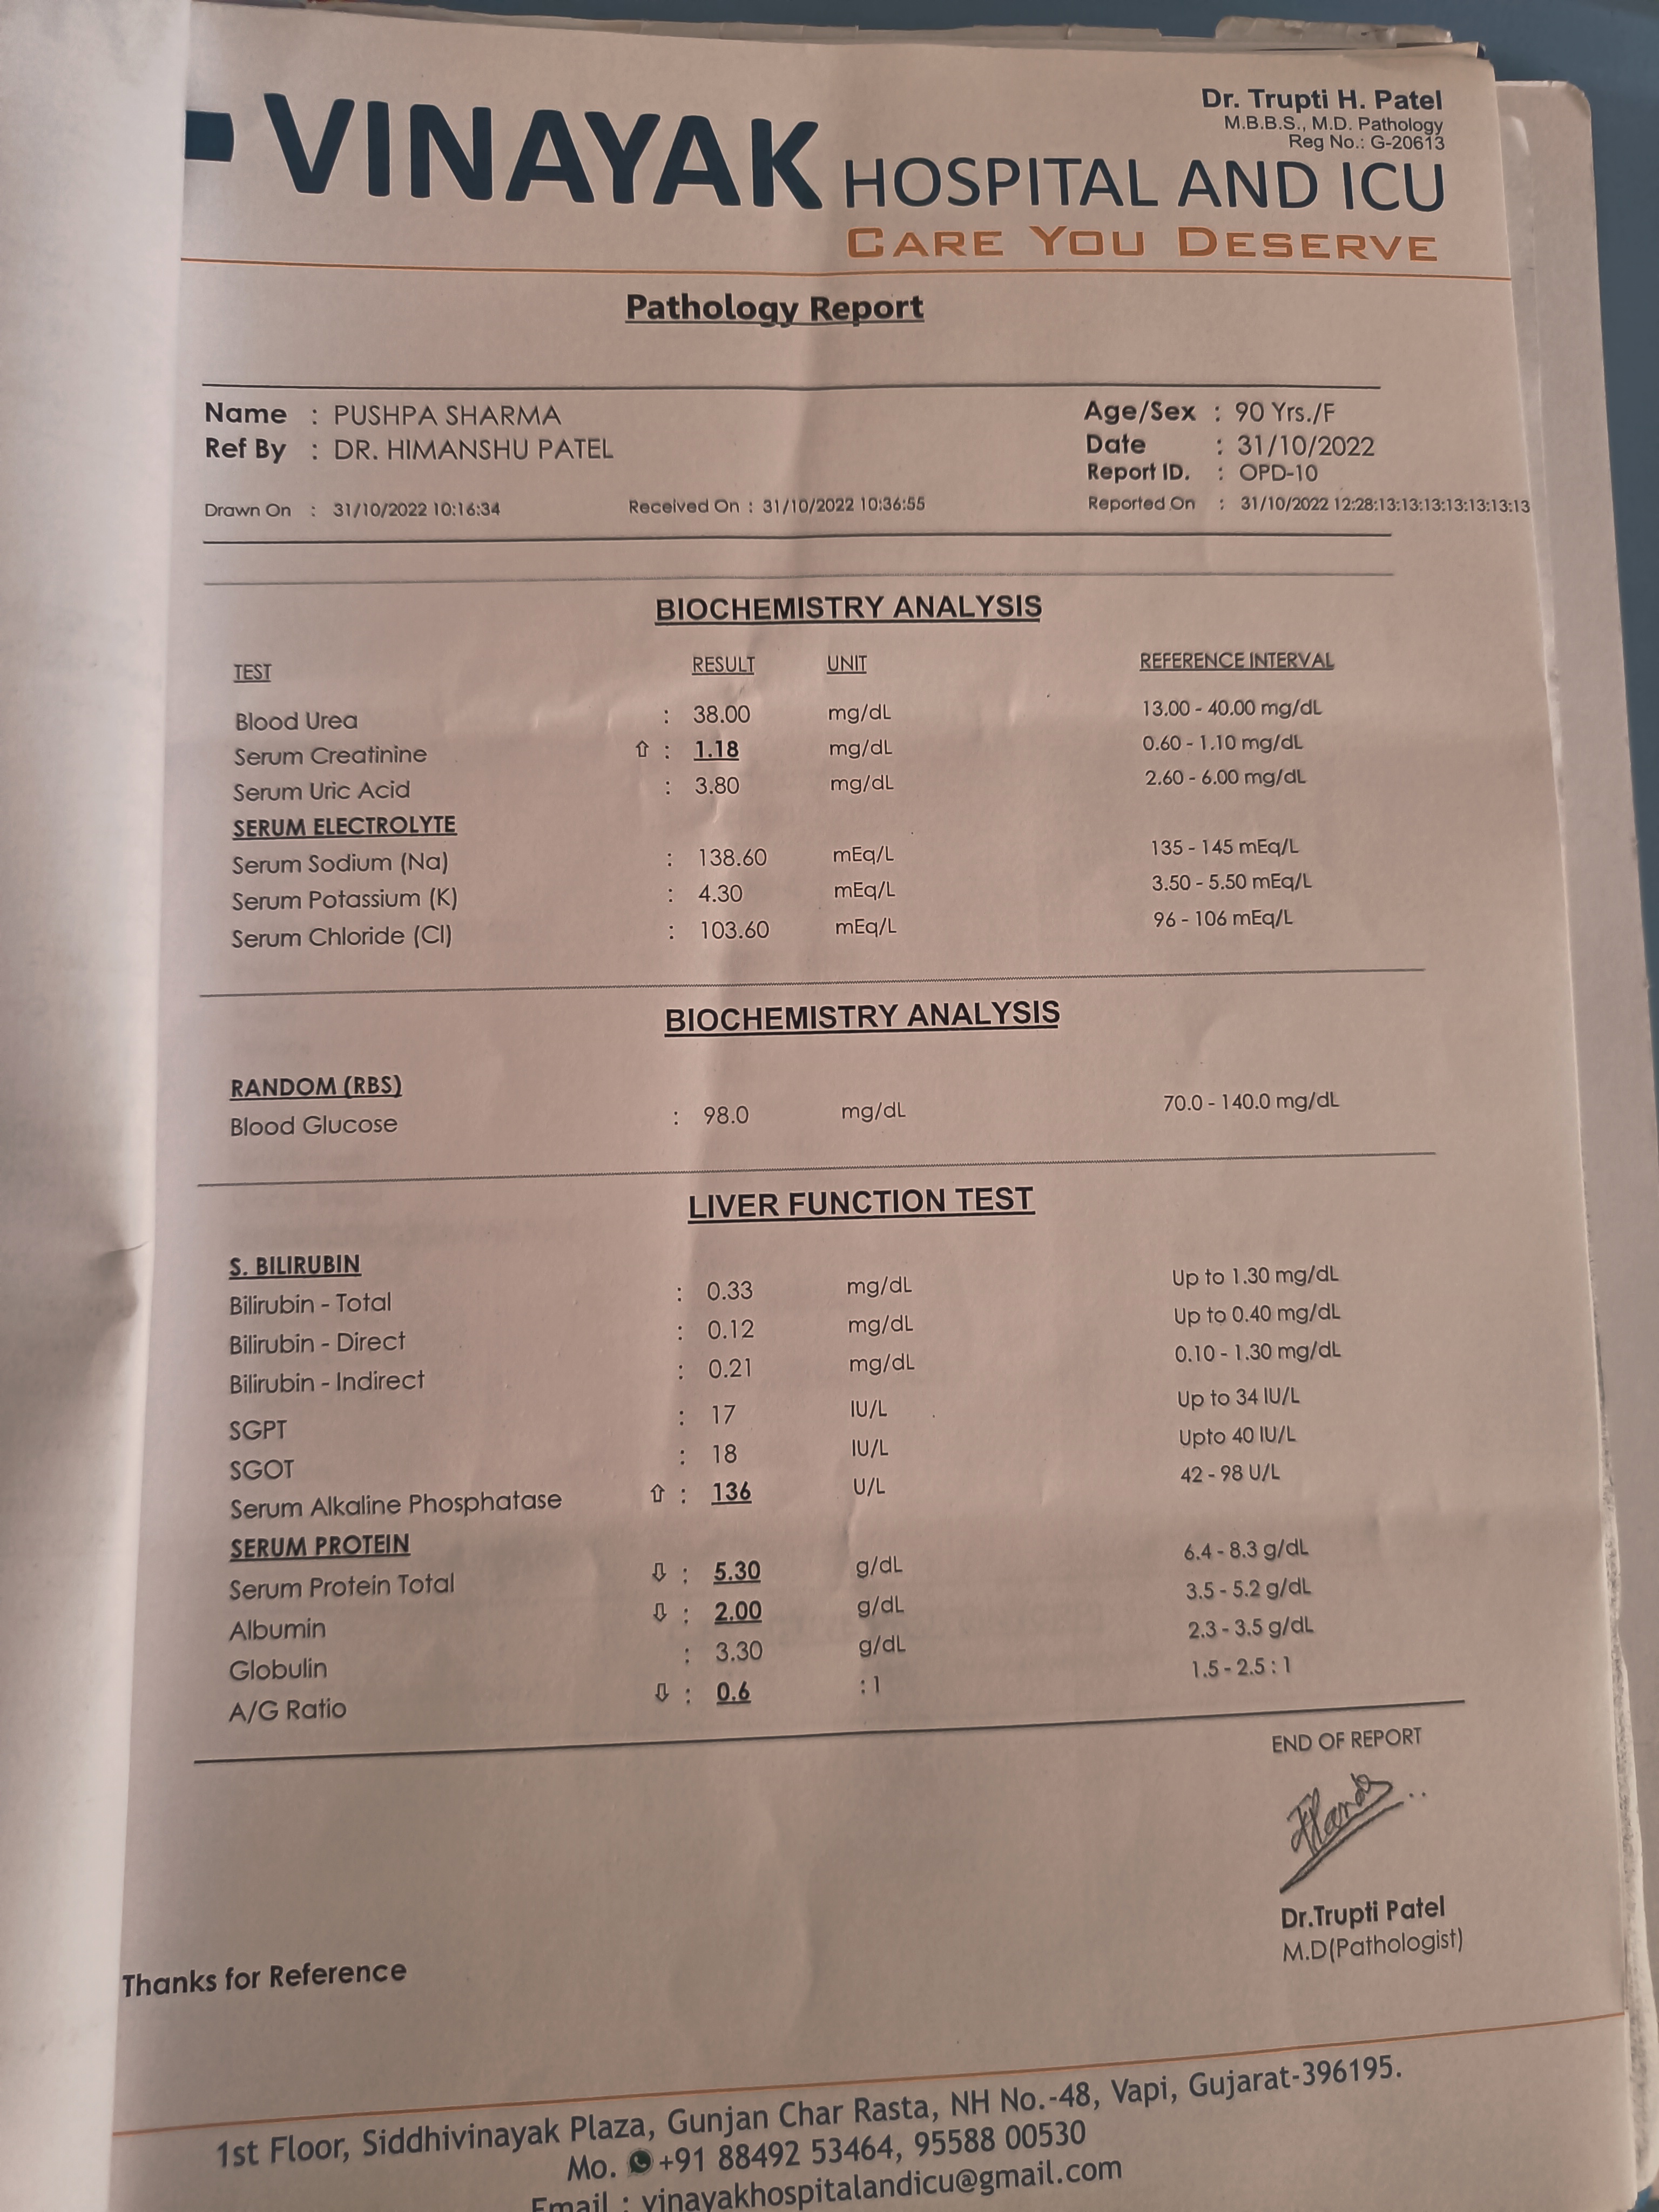 Dr. Trupti H. Patel
M.B.B.S., M.D. Pathology
Reg No.: G-20613
VINAYAK HOSPITAL AND ICU
CARE YOU DESERVE
Pathology Report
Name : PUSHPA SHARMA Age/Sex : 90 Yrs./F
Ref By : DR. HIMANSHU PATEL Date : 31/10/2022
Report ID. : OPD-10
Drawn On : 31/10/2022 10:16:34 Received On : 31/10/2022 10:36:55 Reported On : 31/10/2022 12:28:13:13:13:13:13:13:13
BIOCHEMISTRY ANALYSIS
TEST RESULT UNIT REFERENCE INTERVAL
Blood Urea : 38.00 mg/dL 13.00 - 40.00 mg/dL
Serum Creatinine ⇧ : 1.18 mg/dL 0.60 - 1.10 mg/dL
Serum Uric Acid : 3.80 mg/dL 2.60 - 6.00 mg/dL
SERUM ELECTROLYTE
Serum Sodium (Na) : 138.60 mEq/L 135 - 145 mEq/L
Serum Potassium (K) : 4.30 mEq/L 3.50 - 5.50 mEq/L
Serum Chloride (Cl) : 103.60 mEq/L 96 - 106 mEq/L
BIOCHEMISTRY ANALYSIS
RANDOM (RBS)
Blood Glucose : 98.0 mg/dL 70.0 - 140.0 mg/dL
LIVER FUNCTION TEST
S. BILIRUBIN
Bilirubin - Total : 0.33 mg/dL Up to 1.30 mg/dL
Bilirubin - Direct : 0.12 mg/dL Up to 0.40 mg/dL
Bilirubin - Indirect : 0.21 mg/dL 0.10 - 1.30 mg/dL
SGPT : 17 IU/L Up to 34 IU/L
SGOT : 18 IU/L Upto 40 IU/L
Serum Alkaline Phosphatase ⇧ : 136 U/L 42 - 98 U/L
SERUM PROTEIN
Serum Protein Total ⇩ : 5.30 g/dL 6.4 - 8.3 g/dL
Albumin ⇩ : 2.00 g/dL 3.5 - 5.2 g/dL
Globulin : 3.30 g/dL 2.3 - 3.5 g/dL
A/G Ratio ⇩ : 0.6 : 1 1.5 - 2.5 : 1
END OF REPORT
Dr.Trupti Patel
M.D(Pathologist)
Thanks for Reference
1st Floor, Siddhivinayak Plaza, Gunjan Char Rasta, NH No.-48, Vapi, Gujarat-396195.
Mo. +91 88492 53464, 95588 00530
Email : vinayakhospitalandicu@gmail.com